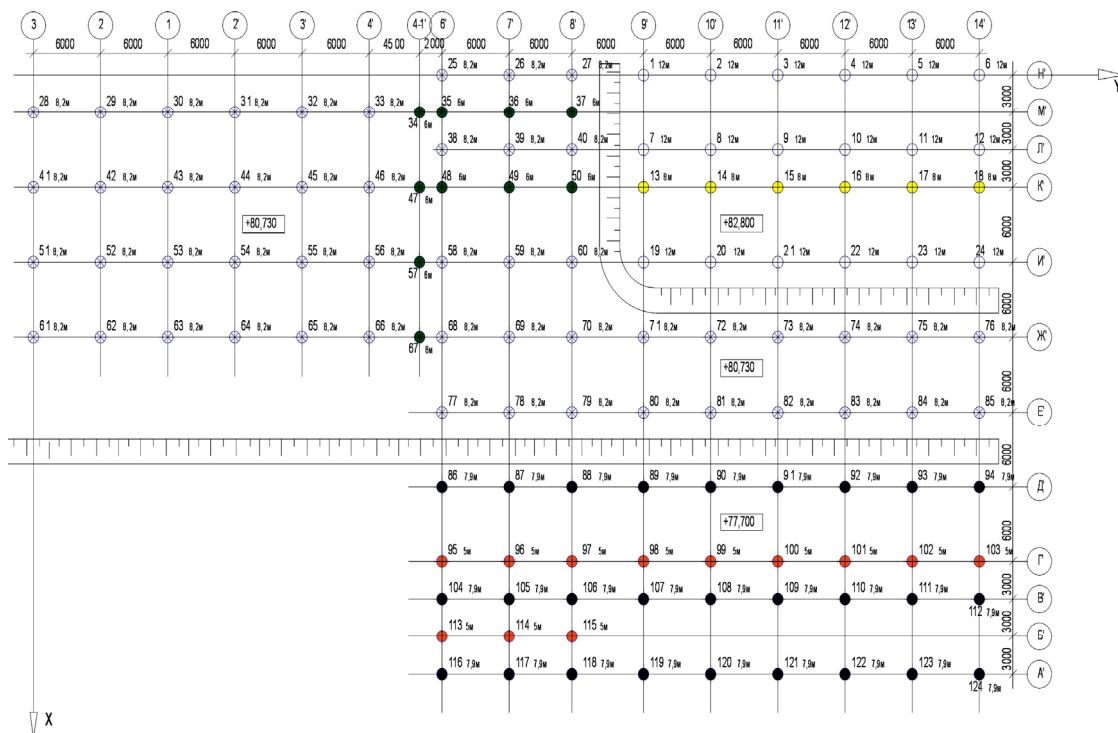 3 2 1 2' 3' 4' 4-1' 6' 7' 8' 9' 10' 11' 12' 13' 14'
6000 6000 6000 6000 6000 4500 2000 6000 6000 6000 6000 6000 6000 6000 6000
25 8,2м 26 8,2м 27 8,2м 1 12м 2 12м 3 12м 4 12м 5 12м 6 12м Н'
Y
3000
28 8,2м 29 8,2м 30 8,2м 31 8,2м 32 8,2м 33 8,2м 35 6м 36 6м 37 6м М'
34 6м
3000
38 8,2м 39 8,2м 40 8,2м 7 12м 8 12м 9 12м 10 12м 11 12м 12 12м Л'
3000
41 8,2м 42 8,2м 43 8,2м 44 8,2м 45 8,2м 46 8,2м 48 6м 49 6м 50 6м 13 8м 14 8м 15 8м 16 8м 17 8м 18 8м К'
47 6м
+80,730 +82,800 6000
51 8,2м 52 8,2м 53 8,2м 54 8,2м 55 8,2м 56 8,2м 58 8,2м 59 8,2м 60 8,2м 19 12м 20 12м 21 12м 22 12м 23 12м 24 12м И'
57 6м
6000
61 8,2м 62 8,2м 63 8,2м 64 8,2м 65 8,2м 66 8,2м 68 8,2м 69 8,2м 70 8,2м 71 8,2м 72 8,2м 73 8,2м 74 8,2м 75 8,2м 76 8,2м Ж'
67 6м
+80,730 6000
77 8,2м 78 8,2м 79 8,2м 80 8,2м 81 8,2м 82 8,2м 83 8,2м 84 8,2м 85 8,2м Е'
6000
86 7,9м 87 7,9м 88 7,9м 89 7,9м 90 7,9м 91 7,9м 92 7,9м 93 7,9м 94 7,9м Д'
+77,700 6000
95 5м 96 5м 97 5м 98 5м 99 5м 100 5м 101 5м 102 5м 103 5м Г'
3000
104 7,9м 105 7,9м 106 7,9м 107 7,9м 108 7,9м 109 7,9м 110 7,9м 111 7,9м В'
112 7,9м
3000
113 5м 114 5м 115 5м Б'
3000
116 7,9м 117 7,9м 118 7,9м 119 7,9м 120 7,9м 121 7,9м 122 7,9м 123 7,9м А'
124 7,9м
X